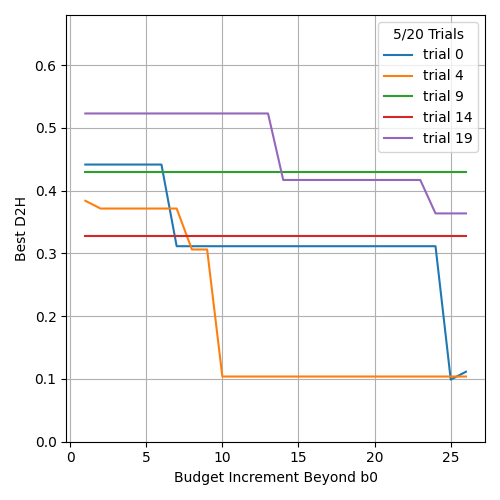 5/20 Trials
trial 0
trial 4
trial 9
trial 14
trial 19
Best D2H
0.6
0.5
0.4
0.3
0.2
0.1
0.0
0 5 10 15 20 25
Budget Increment Beyond b0